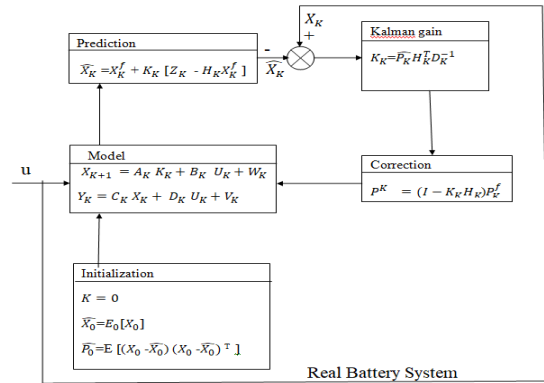 Prediction
X̂_K = X_K^f + K_K [Z_K - H_K X_K^f ]
-
X̂_K
X_K
+
Kalman gain
K_K = P̂_K H_K^T D_K^{-1}
u
Model
X_{K+1} = A_K K_K + B_K U_K + W_K
Y_K = C_K X_K + D_K U_K + V_K
Correction
P^K = (I − K_K H_K) P_K^f
Initialization
K = 0
X̂_0 = E_0[X_0]
P̂_0 = E [(X_0 - X̂_0) (X_0 - X̂_0) ^T ].
Real Battery System